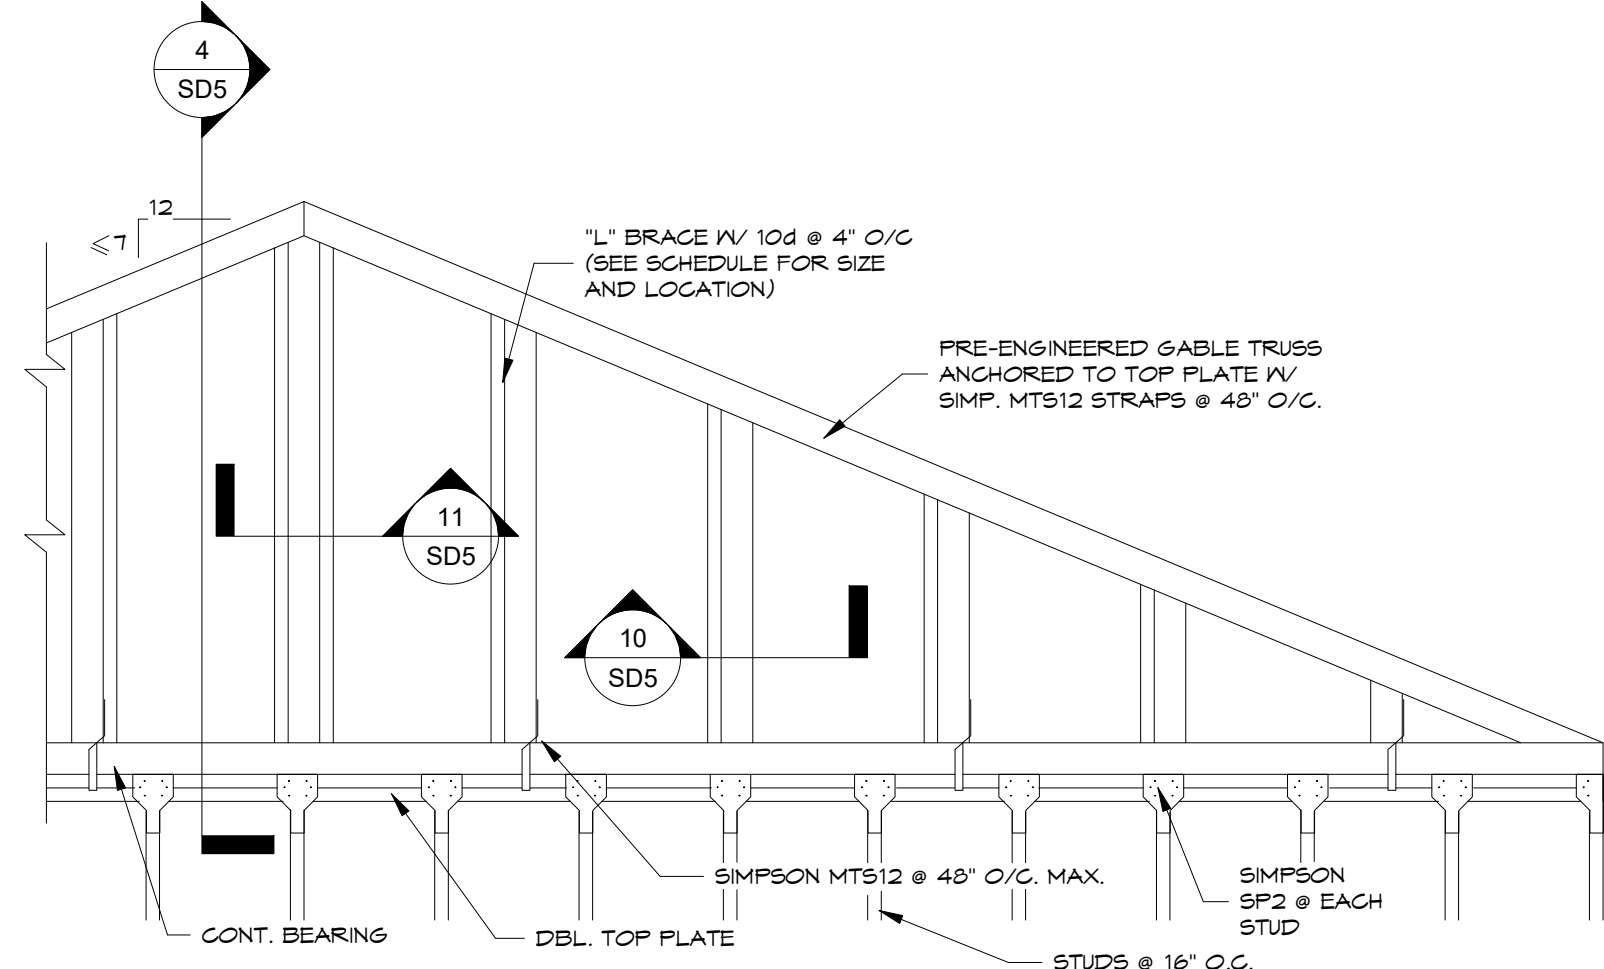 4
SD5
12
≤7
"L" BRACE W/ 10d @ 4" O/C
(SEE SCHEDULE FOR SIZE
AND LOCATION)
PRE-ENGINEERED GABLE TRUSS
ANCHORED TO TOP PLATE W/
SIMP. MTS12 STRAPS @ 48" O/C.
11
SD5
10
SD5
SIMPSON MTS12 @ 48" O/C. MAX.
SIMPSON
SP2 @ EACH
STUD
CONT. BEARING
DBL. TOP PLATE
STUDS @ 16" O.C.